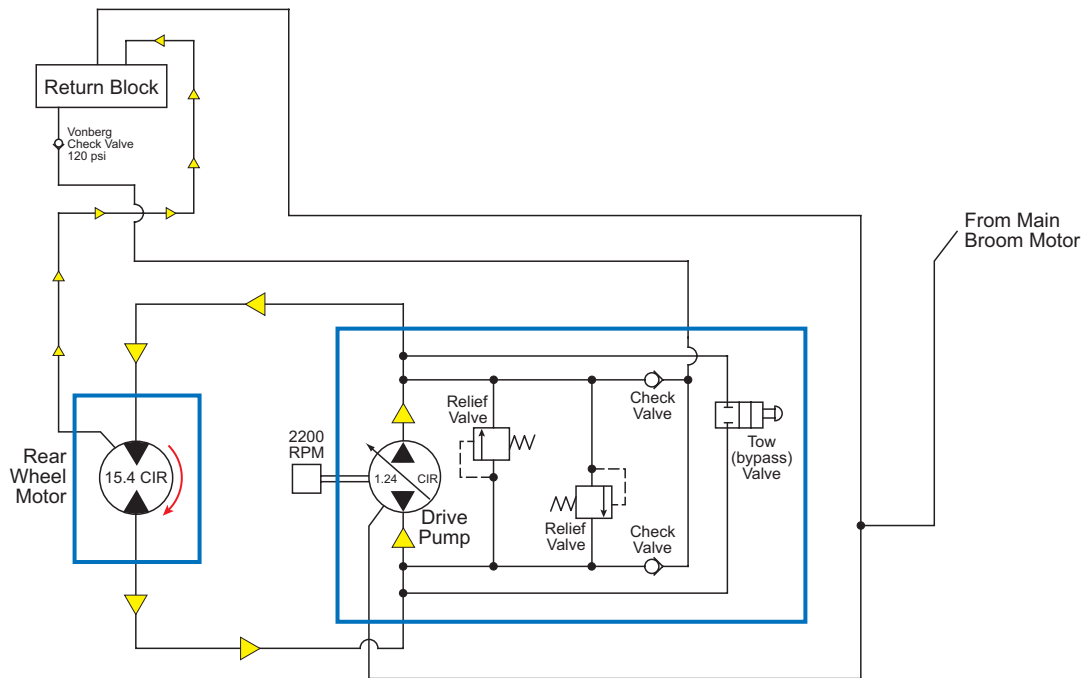 Return Block
Vonberg
Check Valve
120 psi
From Main
Broom Motor
Relief
Valve
Check
Valve
2200
RPM
Tow
(bypass)
Valve
Rear
Wheel
Motor
15.4 CIR
1.24 CIR
Drive
Pump
Relief
Valve
Check
Valve